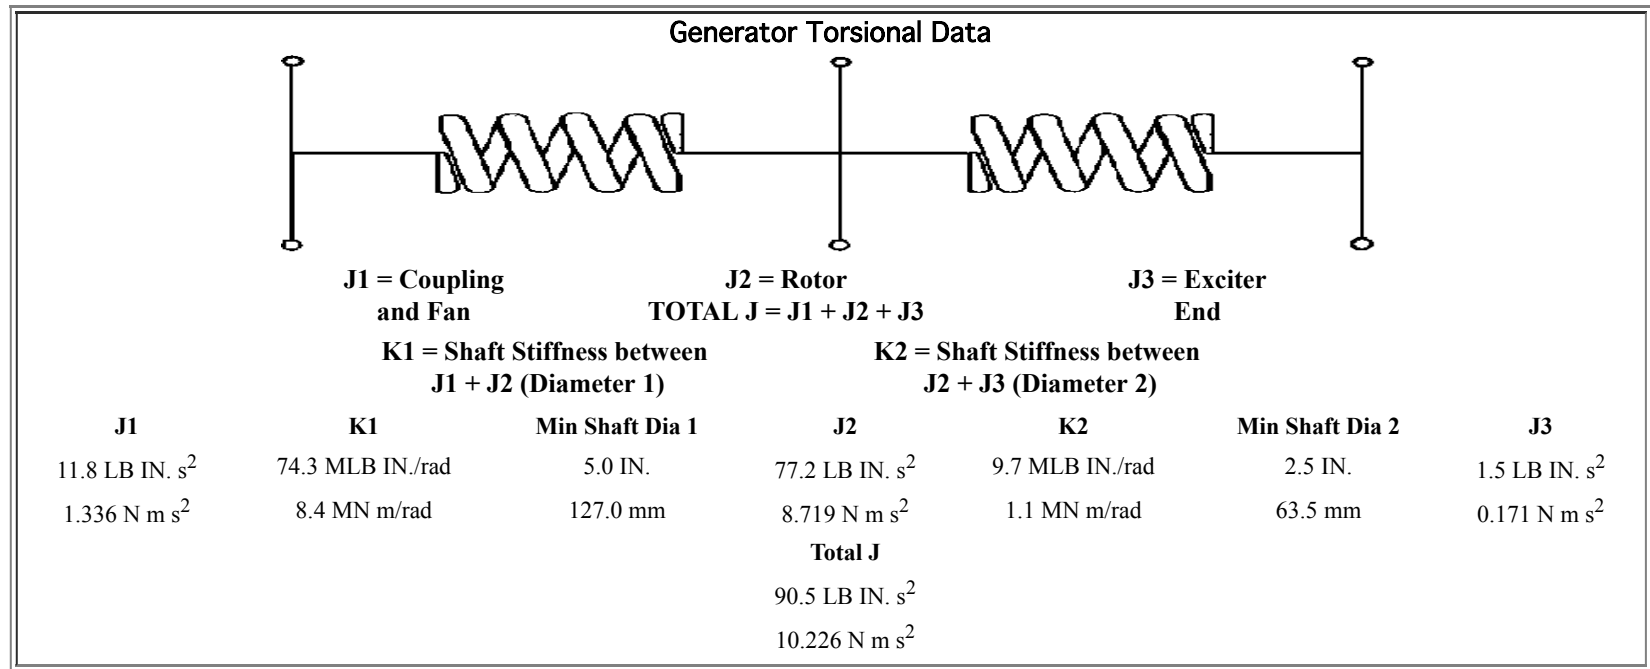 Generator Torsional Data
J1 = Coupling and Fan
J2 = Rotor
TOTAL J = J1 + J2 + J3
J3 = Exciter End
K1 = Shaft Stiffness between J1 + J2 (Diameter 1)
K2 = Shaft Stiffness between J2 + J3 (Diameter 2)
J1 K1 Min Shaft Dia 1 J2 K2 Min Shaft Dia 2 J3
11.8 LB IN. s² 74.3 MLB IN./rad 5.0 IN. 77.2 LB IN. s² 9.7 MLB IN./rad 2.5 IN. 1.5 LB IN. s²
1.336 N m s² 8.4 MN m/rad 127.0 mm 8.719 N m s² 1.1 MN m/rad 63.5 mm 0.171 N m s²
Total J
90.5 LB IN. s²
10.226 N m s²